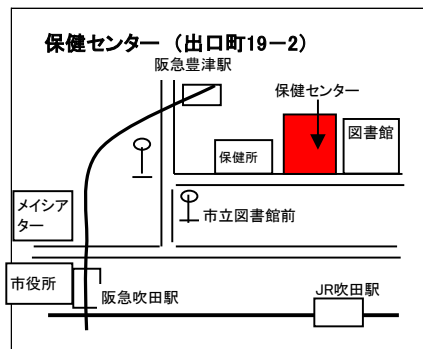 保健センター （出口町19－2）
阪急豊津駅
保健センター
図書館
保健所
メイシア
ター
市立図書館前
市役所
阪急吹田駅
JR吹田駅